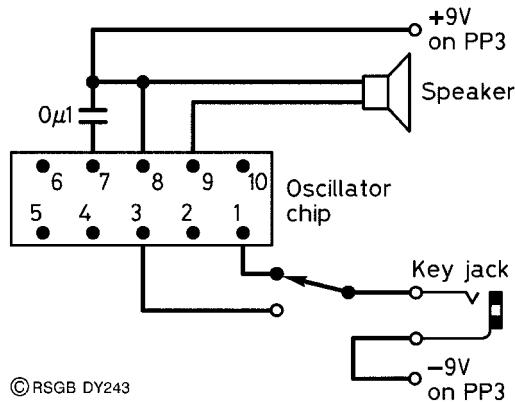 +9V
on PP3
Speaker
0µ1
6 7 8 9 10
Oscillator
chip
5 4 3 2 1
Key jack
−9V
on PP3
© RSGB DY243